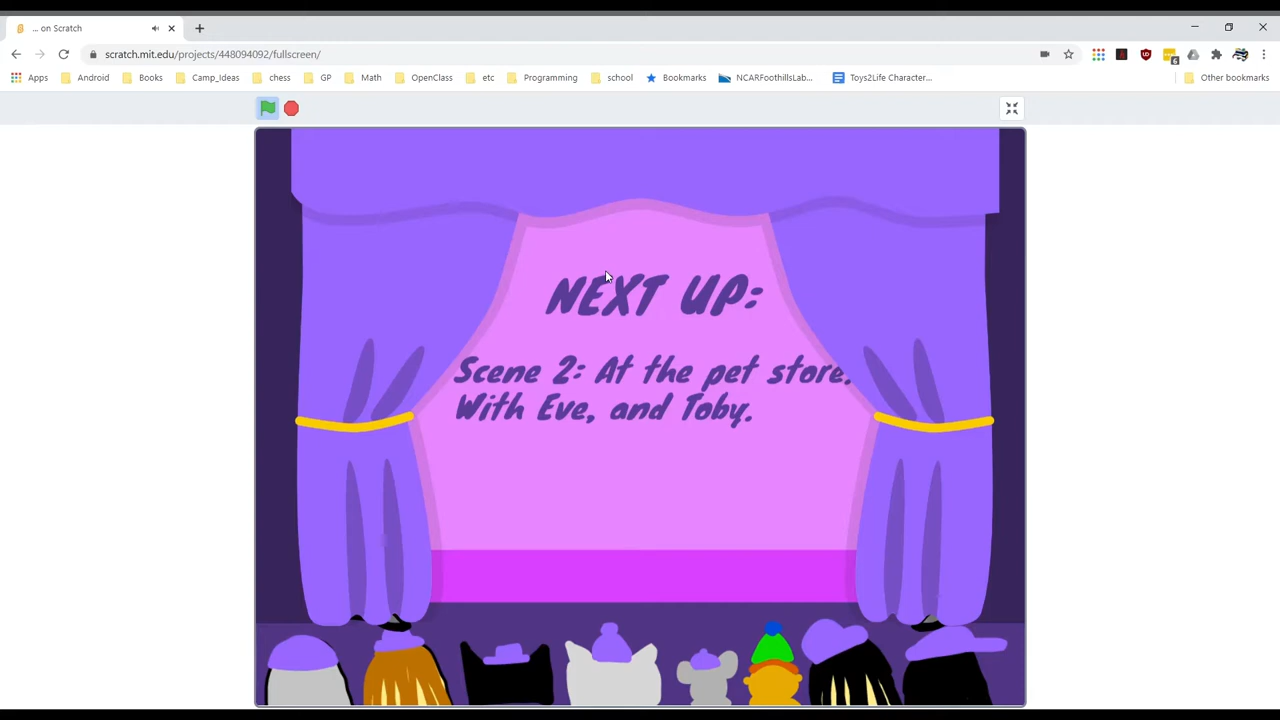 ... on Scratch
scratch.mit.edu/projects/448094092/fullscreen/
Apps Android Books Camp_Ideas chess GP Math OpenClass etc Programming school Bookmarks NCARFoothillsLab... Toys2Life Character... Other bookmarks
NEXT UP:
Scene 2: At the pet store.
With Eve, and Toby.